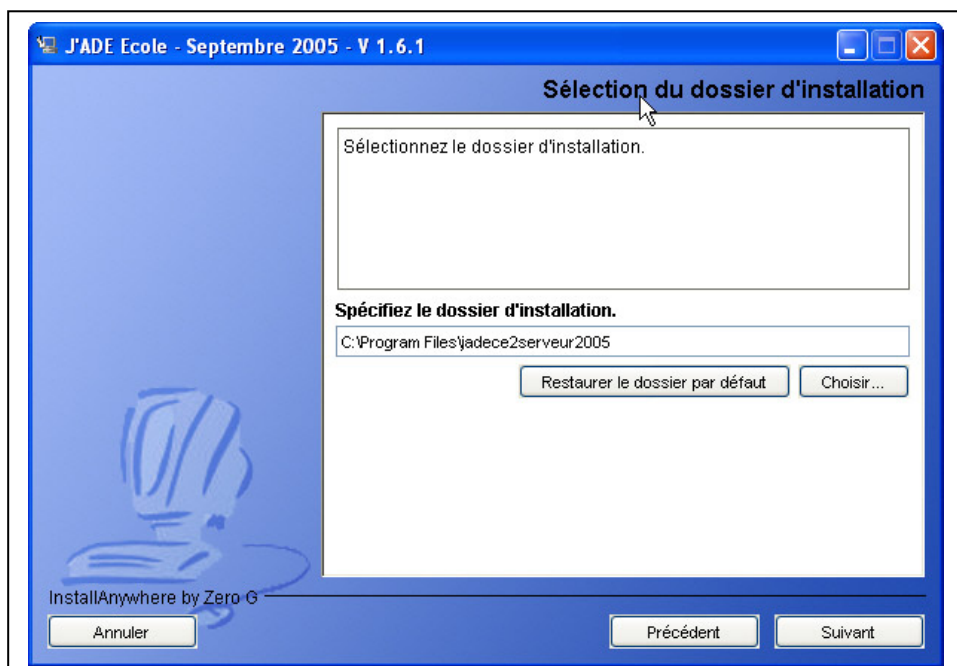 J'ADE Ecole - Septembre 2005 - V 1.6.1
Sélection du dossier d'installation
Sélectionnez le dossier d'installation.
Spécifiez le dossier d'installation.
C:\Program Files\jadece2serveur2005
Restaurer le dossier par défaut
Choisir...
InstallAnywhere by Zero G
Annuler
Précédent
Suivant